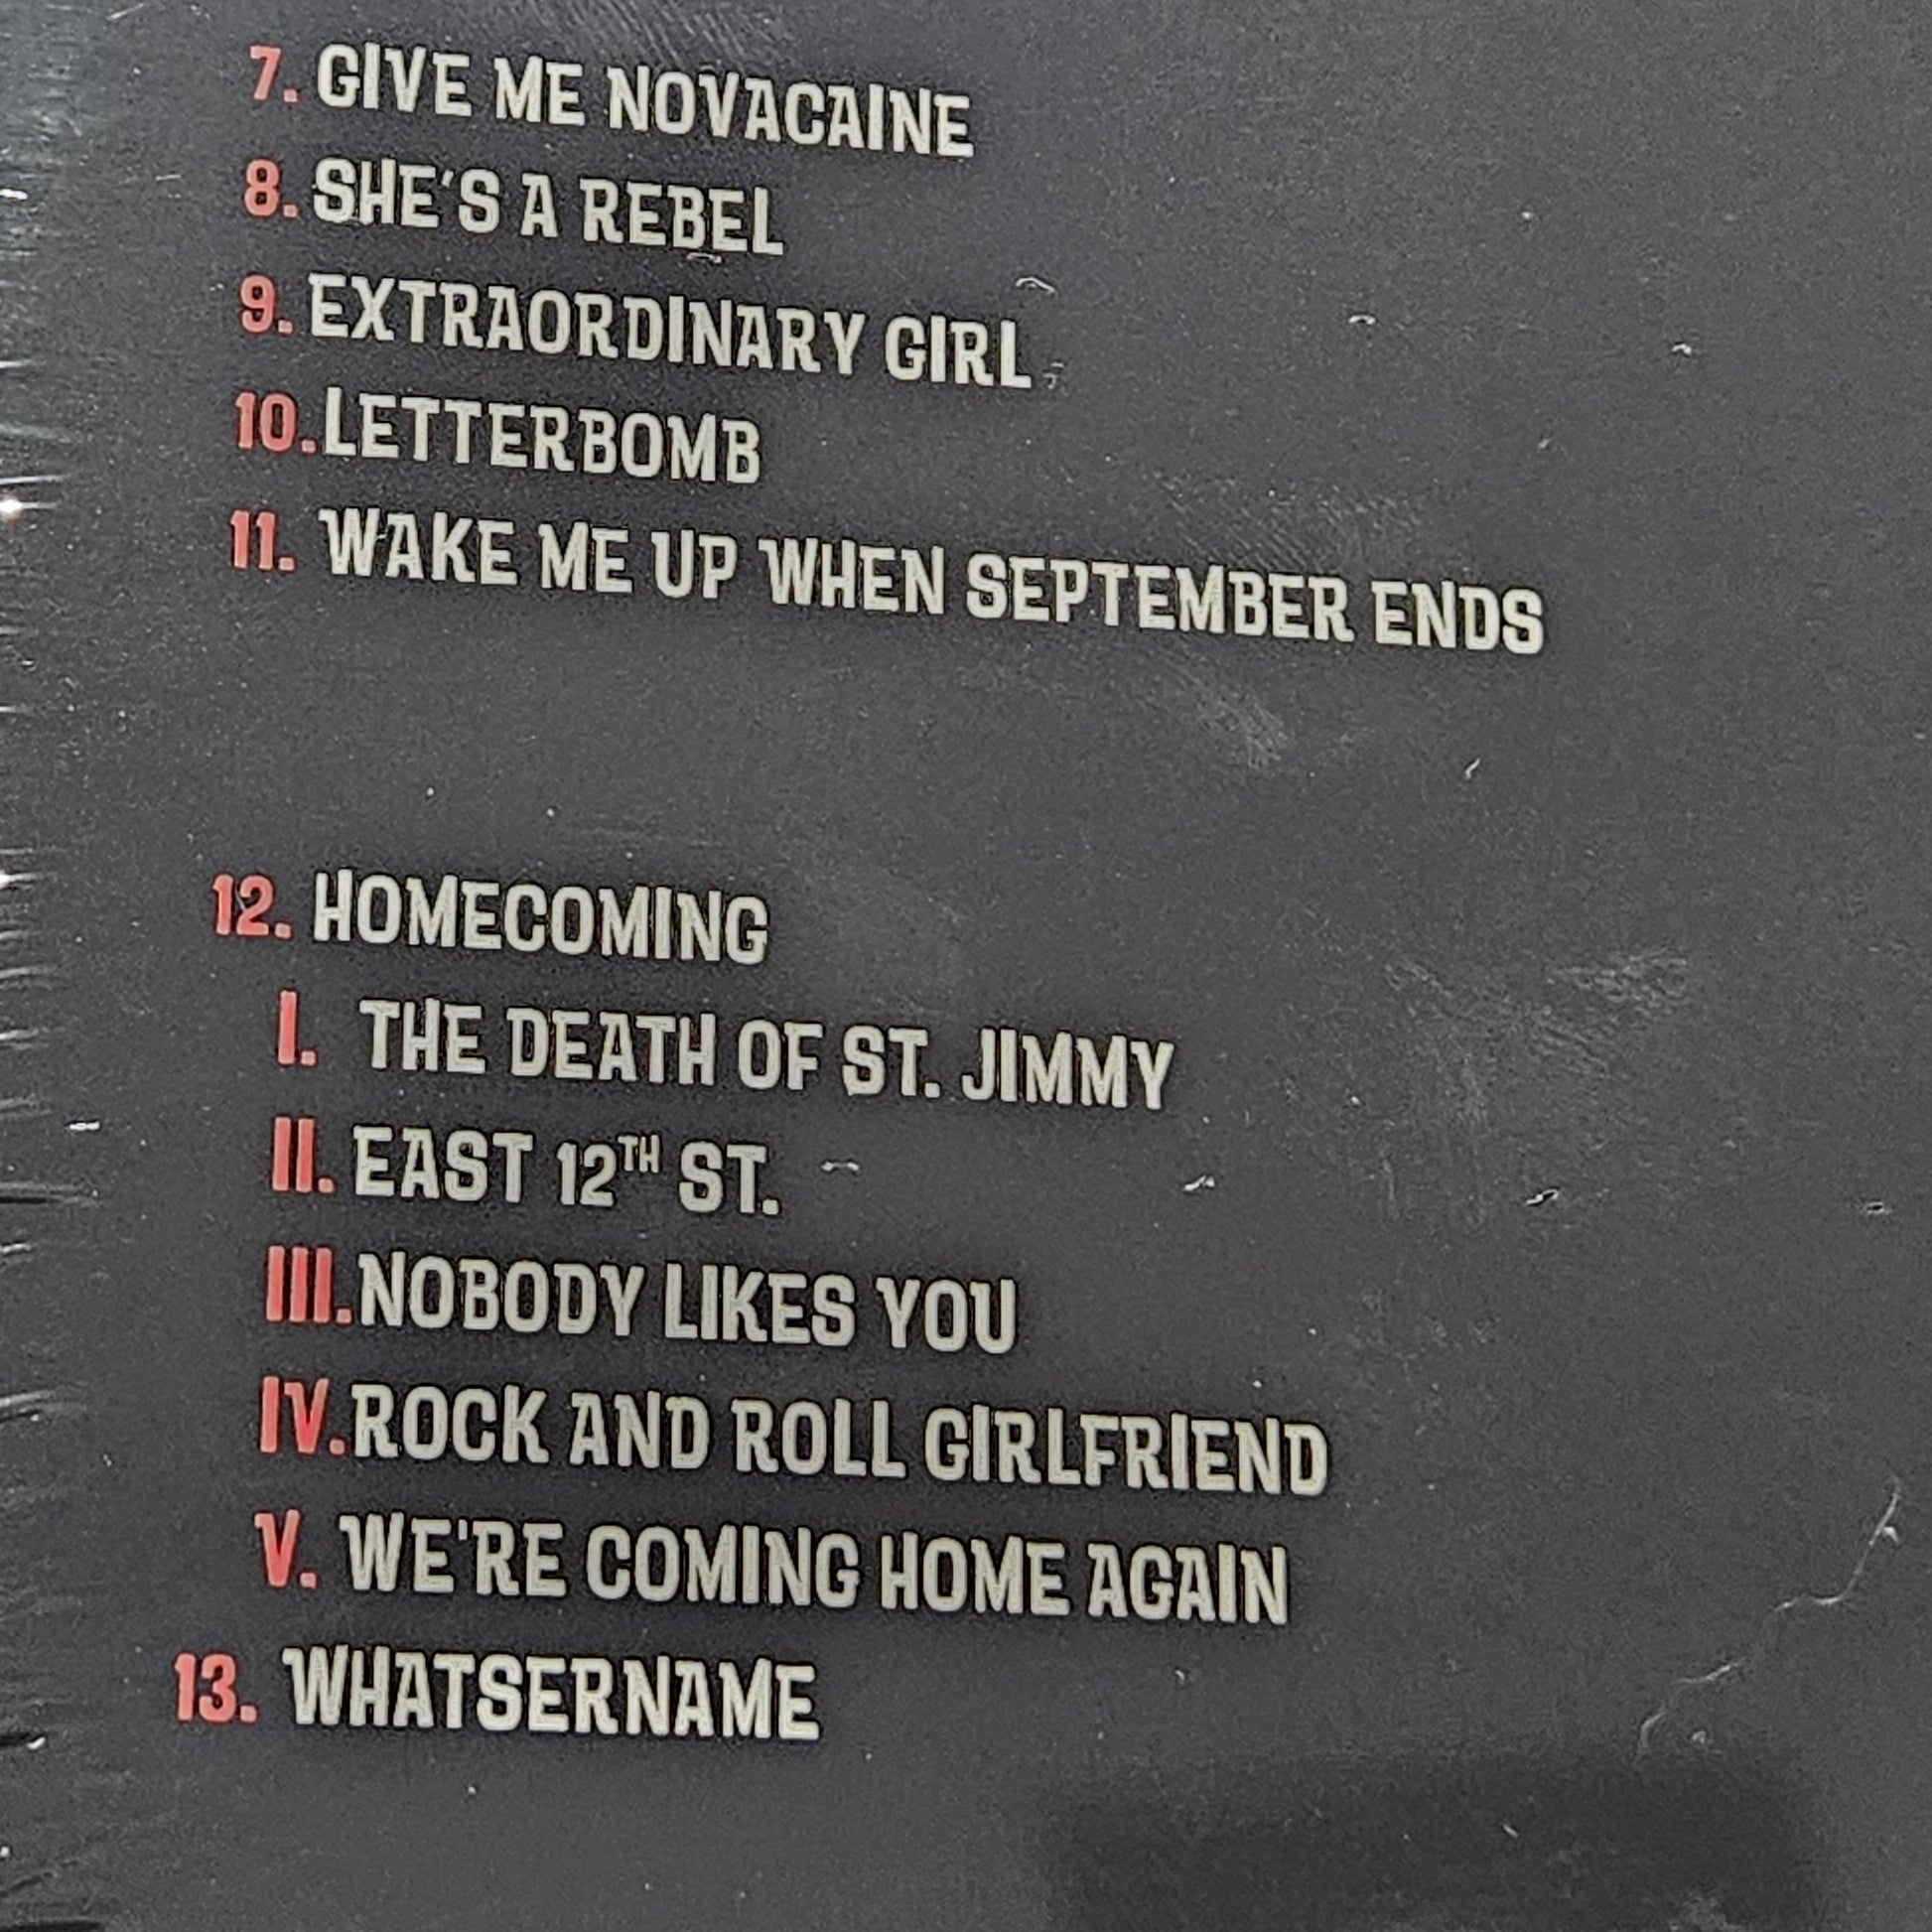 7. GIVE ME NOVACAINE
8. SHE'S A REBEL
9. EXTRAORDINARY GIRL
10. LETTERBOMB
11. WAKE ME UP WHEN SEPTEMBER ENDS
12. HOMECOMING
I. THE DEATH OF ST. JIMMY
II. EAST 12TH ST.
III. NOBODY LIKES YOU
IV. ROCK AND ROLL GIRLFRIEND
V. WE'RE COMING HOME AGAIN
13. WHATSERNAME